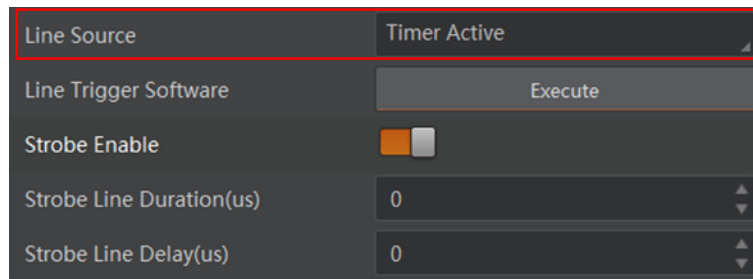 Line Source Timer Active
Line Trigger Software Execute
Strobe Enable
Strobe Line Duration(us) 0
Strobe Line Delay(us) 0